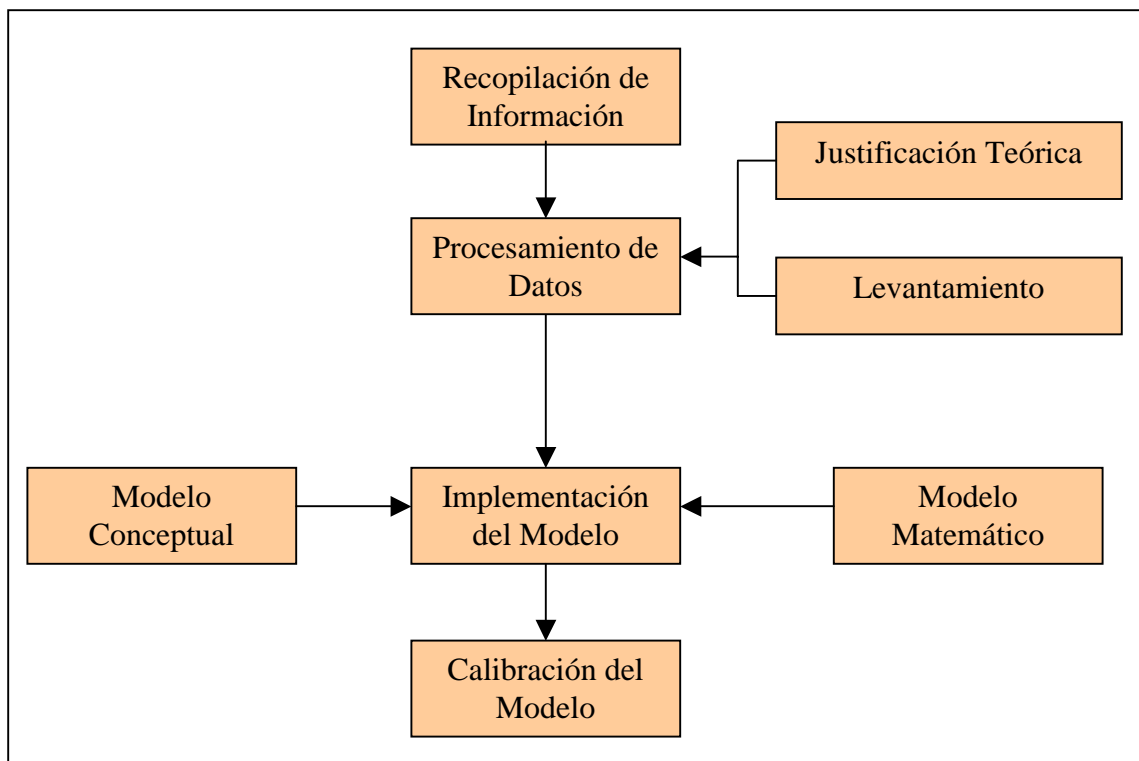 Recopilación de
Información
Justificación Teórica
Procesamiento de
Datos
Levantamiento
Modelo
Conceptual
Implementación
del Modelo
Modelo
Matemático
Calibración del
Modelo